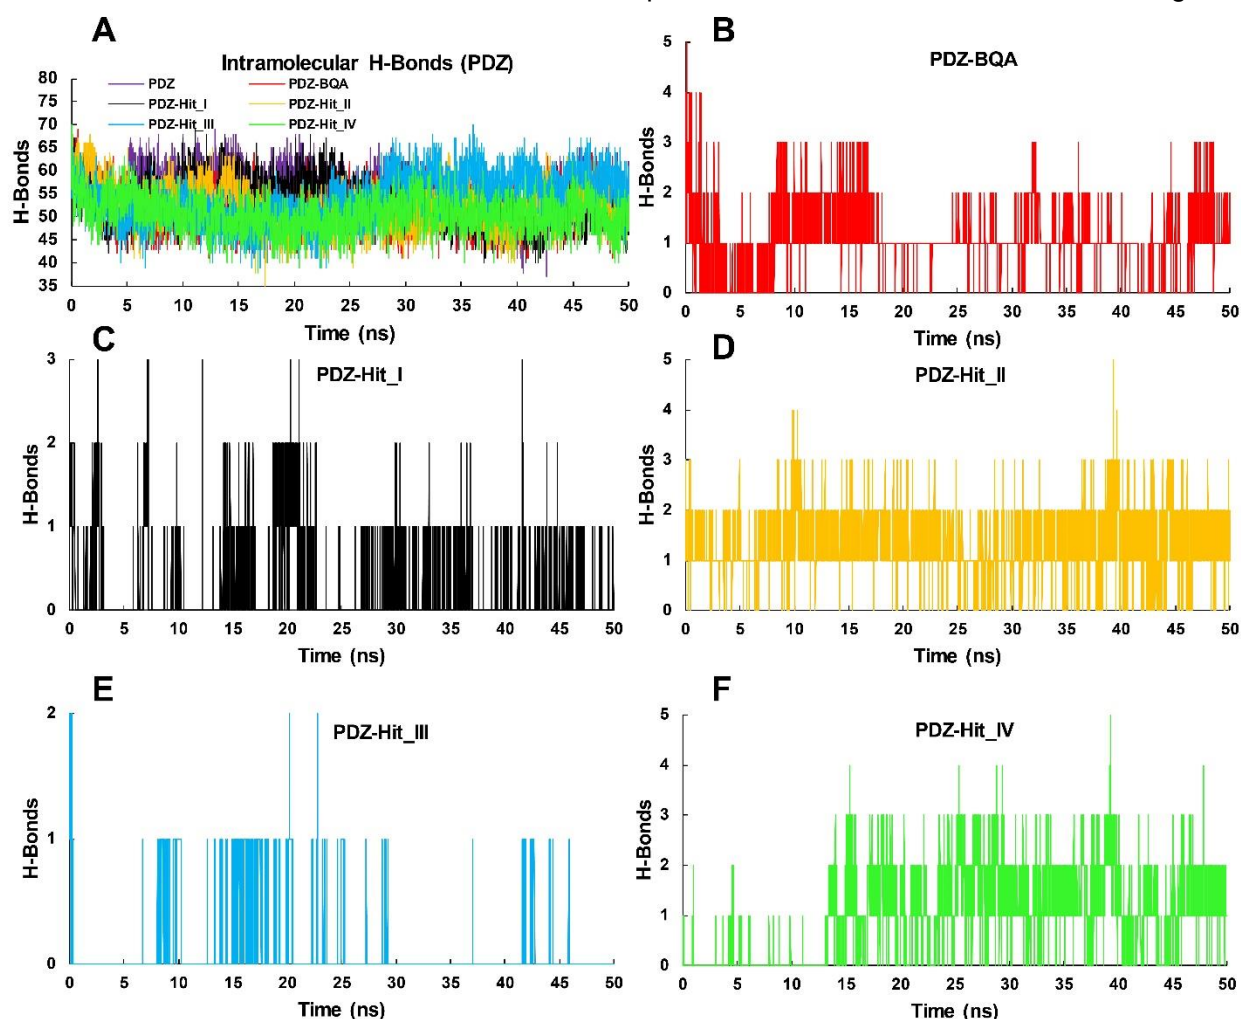 A
Intramolecular H-Bonds (PDZ)
PDZ PDZ-BQA
PDZ-Hit_I PDZ-Hit_II
PDZ-Hit_III PDZ-Hit_IV
H-Bonds
80
75
70
65
60
55
50
45
40
35
0 5 10 15 20 25 30 35 40 45 50
Time (ns)
B
PDZ-BQA
H-Bonds
5
4
3
2
1
0
0 5 10 15 20 25 30 35 40 45 50
Time (ns)
C
PDZ-Hit_I
H-Bonds
3
2
1
0
0 5 10 15 20 25 30 35 40 45 50
Time (ns)
D
PDZ-Hit_II
H-Bonds
5
4
3
2
1
0
0 5 10 15 20 25 30 35 40 45 50
Time (ns)
E
PDZ-Hit_III
H-Bonds
2
1
0
0 5 10 15 20 25 30 35 40 45 50
Time (ns)
F
PDZ-Hit_IV
H-Bonds
5
4
3
2
1
0
0 5 10 15 20 25 30 35 40 45 50
Time (ns)